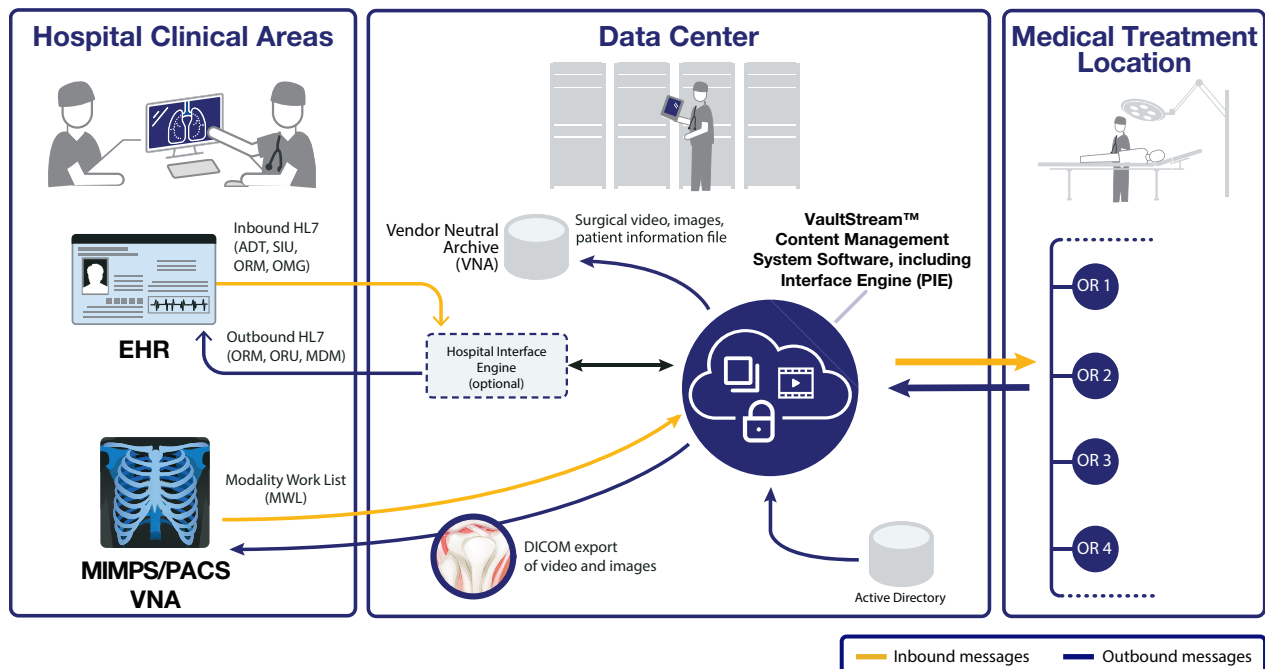 Hospital Clinical Areas
Inbound HL7
(ADT, SIU,
ORM, OMG)
EHR
Outbound HL7
(ORM, ORU, MDM)
Modality Work List
(MWL)
MIMPS/PACS
VNA
Data Center
Vendor Neutral
Archive
(VNA)
Surgical video, images,
patient information file
VaultStream™
Content Management
System Software, including
Interface Engine (PIE)
Hospital Interface
Engine
(optional)
DICOM export
of video and images
Active Directory
Medical Treatment
Location
OR 1
OR 2
OR 3
OR 4
Inbound messages
Outbound messages